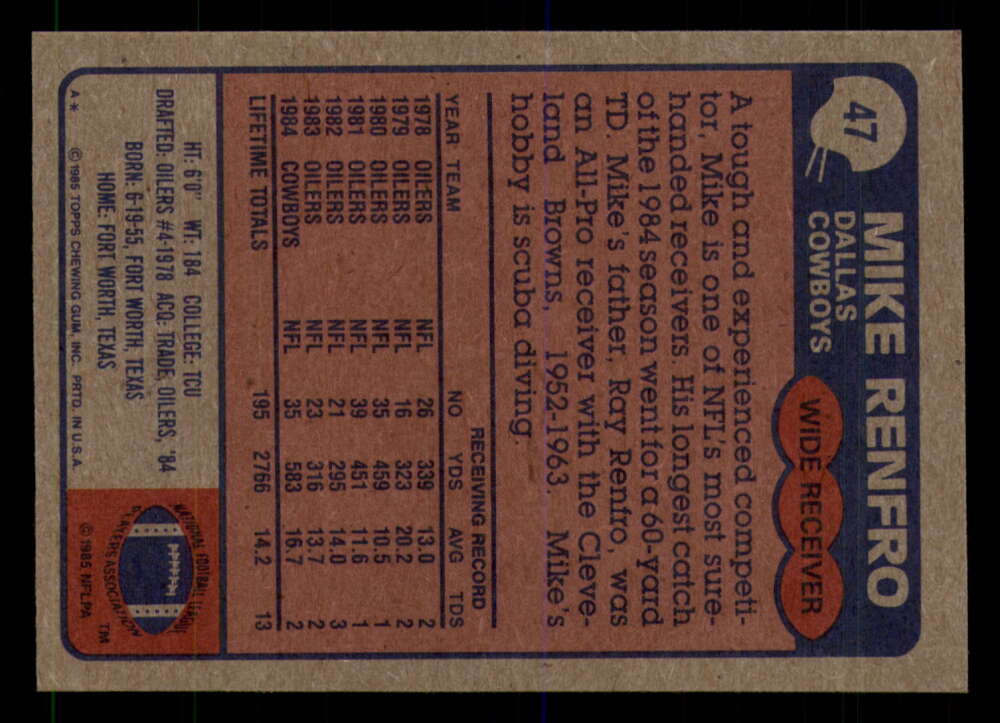 47
MIKE RENFRO
DALLAS
COWBOYS
WIDE RECEIVER
A tough and experienced competi-
tor, Mike is one of NFL's most sure-
handed receivers. His longest catch
of the 1984 season went for a 60-yard
TD. Mike's father, Ray Renfro, was
an All-Pro receiver with the Cleve-
land Browns, 1952-1963. Mike's
hobby is scuba diving.
RECEIVING RECORD
YEAR TEAM NO YDS AVG TDS
1978 OILERS NFL 26 339 13.0 2
1979 OILERS NFL 16 323 20.2 2
1980 OILERS NFL 35 459 10.5 1
1981 OILERS NFL 39 451 11.6 1
1982 OILERS NFL 21 295 14.0 3
1983 OILERS NFL 23 316 13.7 2
1984 COWBOYS NFL 35 583 16.7 2
LIFETIME TOTALS 195 2766 14.2 13
HT: 6'0" WT: 184 COLLEGE: TCU
DRAFTED: OILERS #4-1978 ACQ: TRADE, OILERS, '84
BORN: 6-19-55, FORT WORTH, TEXAS
HOME: FORT WORTH, TEXAS
A* © 1985 TOPPS CHEWING GUM, INC. PRTD. IN U.S.A.
NATIONAL FOOTBALL LEAGUE
PLAYERS ASSOCIATION
TM
© 1985 NFLPA